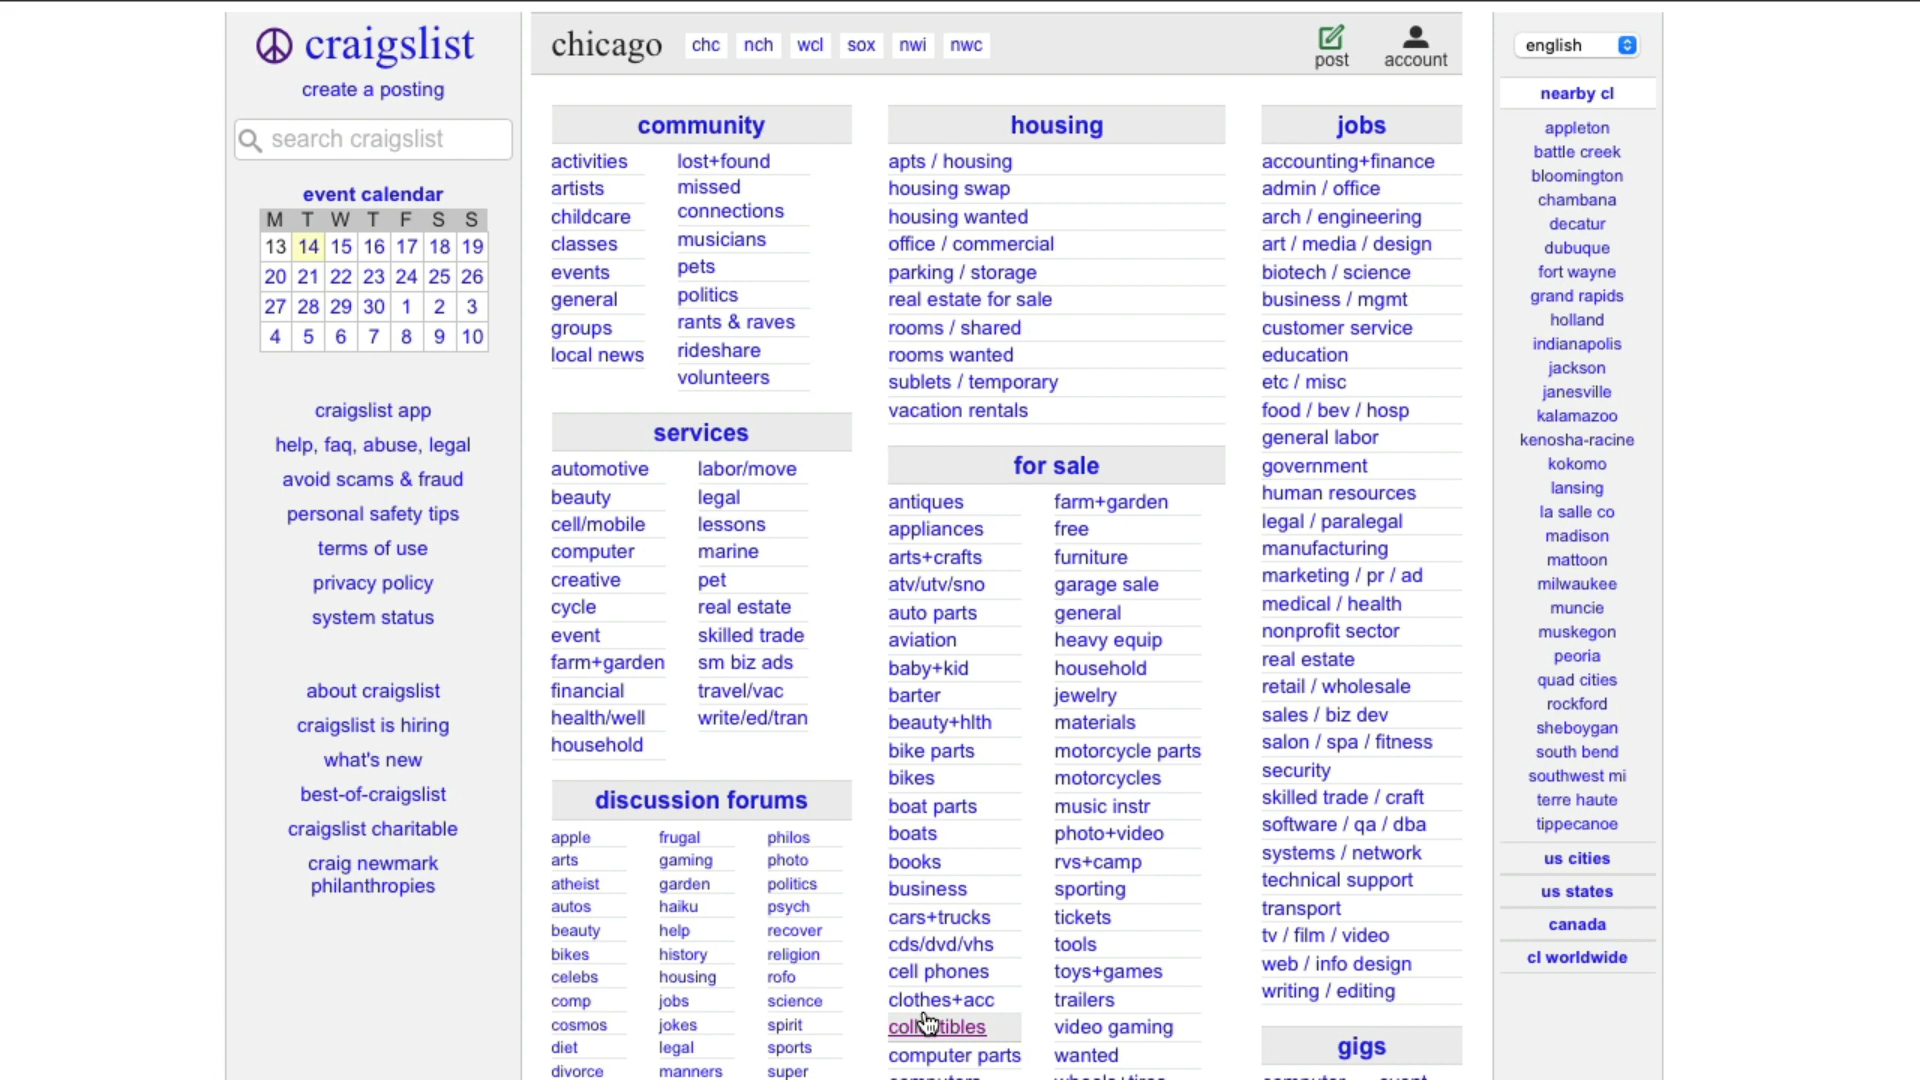 craigslist
create a posting
search craigslist
event calendar
M T W T F S S
13 14 15 16 17 18 19
20 21 22 23 24 25 26
27 28 29 30 1 2 3
4 5 6 7 8 9 10
craigslist app
help, faq, abuse, legal
avoid scams & fraud
personal safety tips
terms of use
privacy policy
system status
about craigslist
craigslist is hiring
what's new
best-of-craigslist
craigslist charitable
craig newmark
philanthropies
chicago chc nch wcl sox nwi nwc
post
account
community
activities
artists
childcare
classes
events
general
groups
local news
lost+found
missed
connections
musicians
pets
politics
rants & raves
rideshare
volunteers
services
automotive
beauty
cell/mobile
computer
creative
cycle
event
farm+garden
financial
health/well
household
labor/move
legal
lessons
marine
pet
real estate
skilled trade
sm biz ads
travel/vac
write/ed/tran
discussion forums
apple
arts
atheist
autos
beauty
bikes
celebs
comp
cosmos
diet
divorce
frugal
gaming
garden
haiku
help
history
housing
jobs
jokes
legal
manners
philos
photo
politics
psych
recover
religion
rofo
science
spirit
sports
super
housing
apts / housing
housing swap
housing wanted
office / commercial
parking / storage
real estate for sale
rooms / shared
rooms wanted
sublets / temporary
vacation rentals
for sale
antiques
appliances
arts+crafts
atv/utv/sno
auto parts
aviation
baby+kid
barter
beauty+hlth
bike parts
bikes
boat parts
boats
books
business
cars+trucks
cds/dvd/vhs
cell phones
clothes+acc
collectibles
computer parts
farm+garden
free
furniture
garage sale
general
heavy equip
household
jewelry
materials
motorcycle parts
motorcycles
music instr
photo+video
rvs+camp
sporting
tickets
tools
toys+games
trailers
video gaming
wanted
jobs
accounting+finance
admin / office
arch / engineering
art / media / design
biotech / science
business / mgmt
customer service
education
etc / misc
food / bev / hosp
general labor
government
human resources
legal / paralegal
manufacturing
marketing / pr / ad
medical / health
nonprofit sector
real estate
retail / wholesale
sales / biz dev
salon / spa / fitness
security
skilled trade / craft
software / qa / dba
systems / network
technical support
transport
tv / film / video
web / info design
writing / editing
gigs
english
nearby cl
appleton
battle creek
bloomington
chambana
decatur
dubuque
fort wayne
grand rapids
holland
indianapolis
jackson
janesville
kalamazoo
kenosha-racine
kokomo
lansing
la salle co
madison
mattoon
milwaukee
muncie
muskegon
peoria
quad cities
rockford
sheboygan
south bend
southwest mi
terre haute
tippecanoe
us cities
us states
canada
cl worldwide